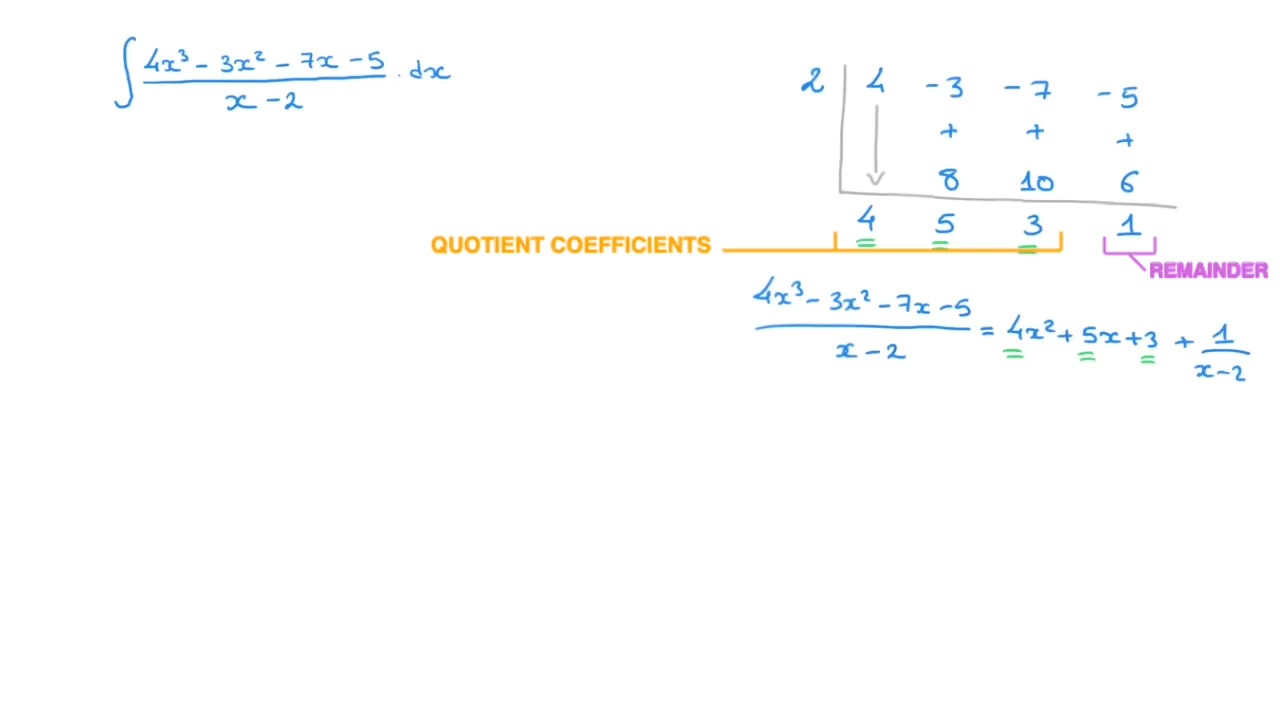 ∫ (4x³ - 3x² - 7x - 5)/(x - 2) . dx
2 | 4 -3 -7 -5
+ + +
8 10 6
4 5 3 1
QUOTIENT COEFFICIENTS
REMAINDER
(4x³ - 3x² - 7x - 5)/(x - 2) = 4x² + 5x + 3 + 1/(x - 2)